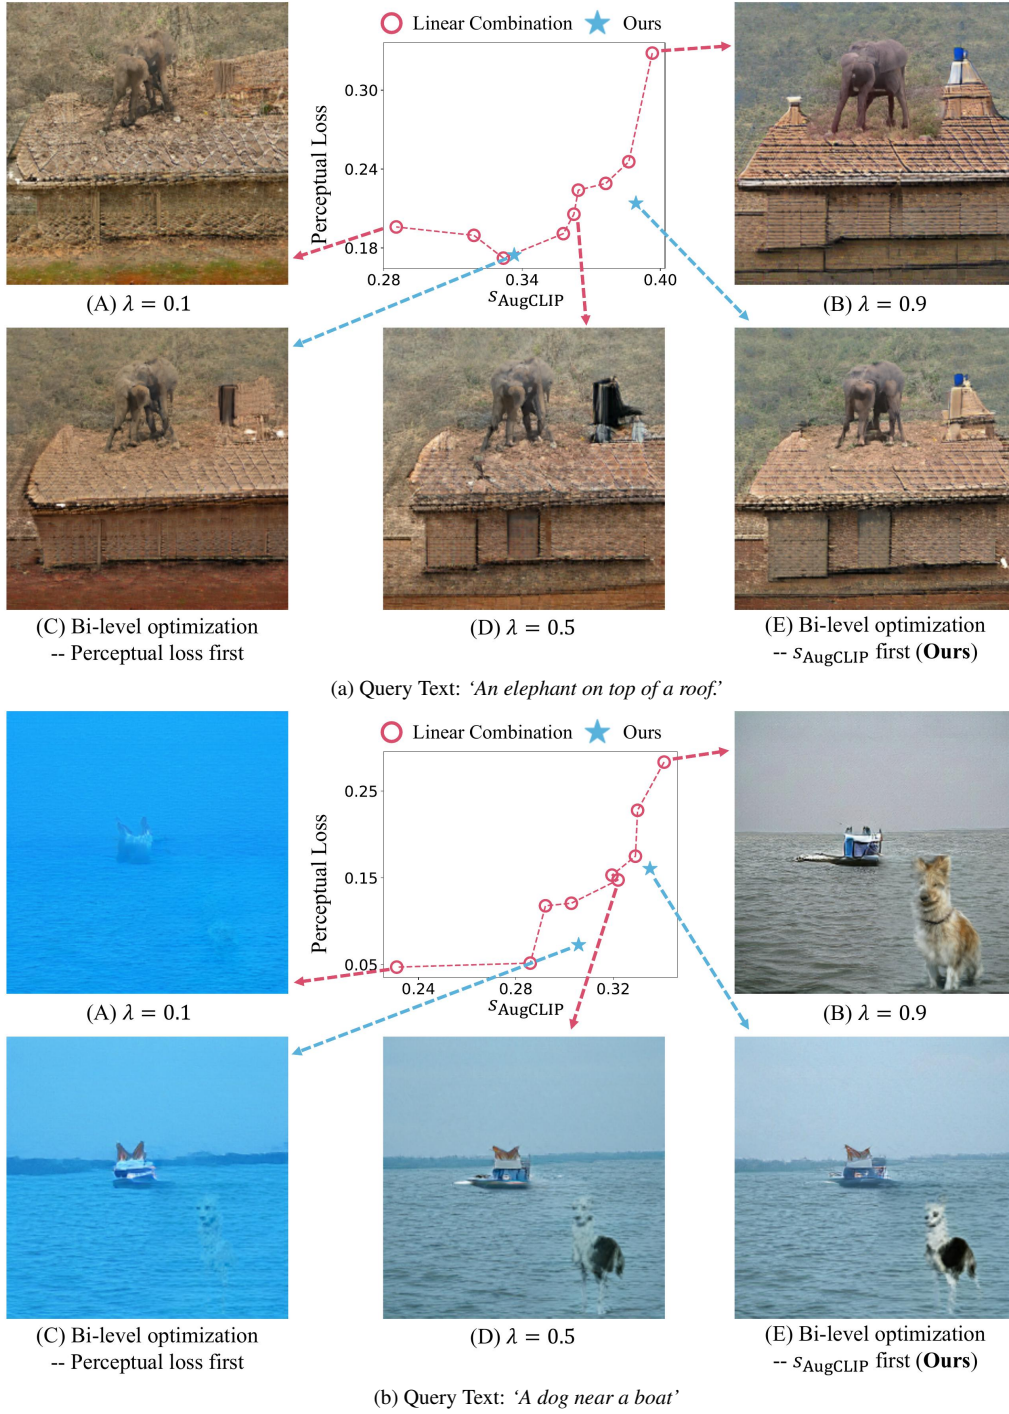 Linear Combination Ours
Perceptual Loss
0.30
0.24
0.18
0.28 0.34 0.40
s_AugCLIP
(A) λ = 0.1
(B) λ = 0.9
(C) Bi-level optimization
-- Perceptual loss first
(D) λ = 0.5
(E) Bi-level optimization
-- s_AugCLIP first (Ours)
(a) Query Text: ‘An elephant on top of a roof.’
Linear Combination Ours
Perceptual Loss
0.25
0.15
0.05
0.24 0.28 0.32
s_AugCLIP
(A) λ = 0.1
(B) λ = 0.9
(C) Bi-level optimization
-- Perceptual loss first
(D) λ = 0.5
(E) Bi-level optimization
-- s_AugCLIP first (Ours)
(b) Query Text: ‘A dog near a boat’